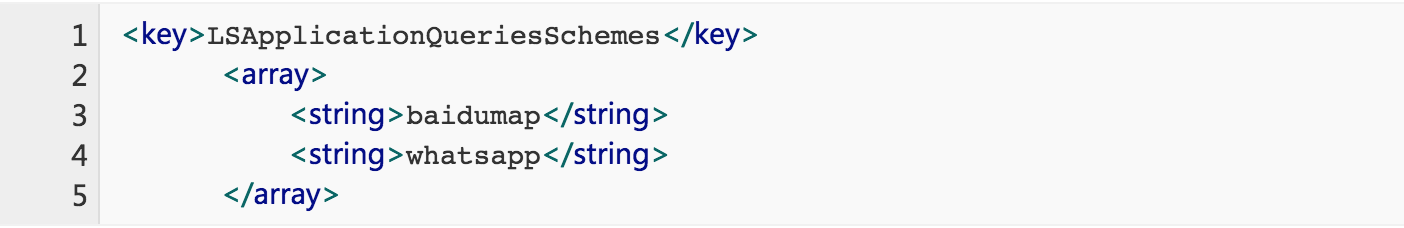 1 <key>LSApplicationQueriesSchemes</key>
2 <array>
3 <string>baidumap</string>
4 <string>whatsapp</string>
5 </array>